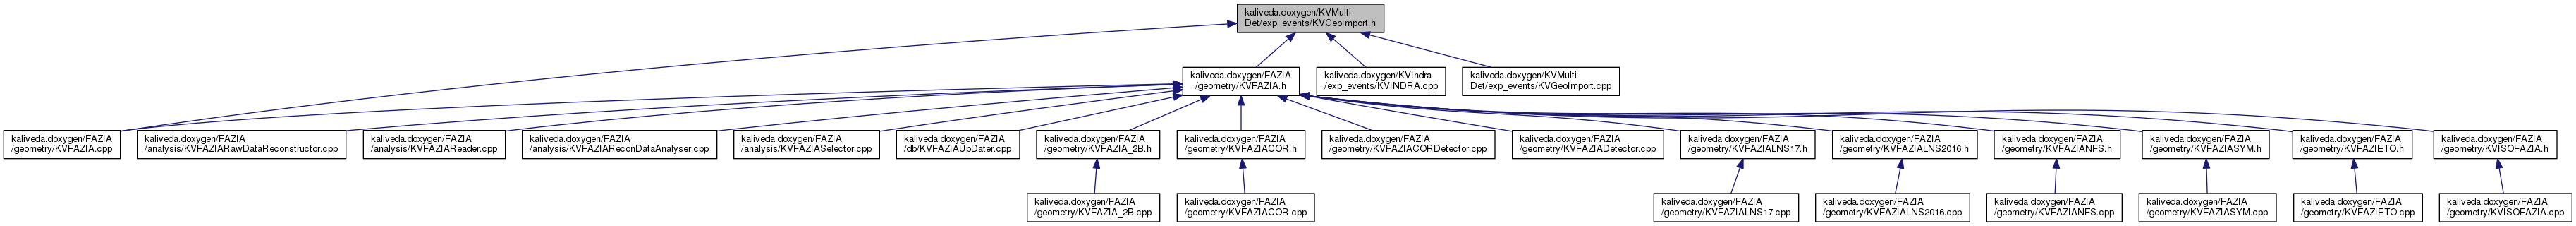 kaliveda.doxygen/KVMulti
Det/exp_events/KVGeoImport.h
kaliveda.doxygen/FAZIA
/geometry/KVFAZIA.h
kaliveda.doxygen/KVIndra
/exp_events/KVINDRA.cpp
kaliveda.doxygen/KVMulti
Det/exp_events/KVGeoImport.cpp
kaliveda.doxygen/FAZIA
/geometry/KVFAZIA.cpp
kaliveda.doxygen/FAZIA
/analysis/KVFAZIARawDataReconstructor.cpp
kaliveda.doxygen/FAZIA
/analysis/KVFAZIAReader.cpp
kaliveda.doxygen/FAZIA
/analysis/KVFAZIAReconDataAnalyser.cpp
kaliveda.doxygen/FAZIA
/analysis/KVFAZIASelector.cpp
kaliveda.doxygen/FAZIA
/db/KVFAZIAUpDater.cpp
kaliveda.doxygen/FAZIA
/geometry/KVFAZIA_2B.h
kaliveda.doxygen/FAZIA
/geometry/KVFAZIACOR.h
kaliveda.doxygen/FAZIA
/geometry/KVFAZIACORDetector.cpp
kaliveda.doxygen/FAZIA
/geometry/KVFAZIADetector.cpp
kaliveda.doxygen/FAZIA
/geometry/KVFAZIALNS17.h
kaliveda.doxygen/FAZIA
/geometry/KVFAZIALNS2016.h
kaliveda.doxygen/FAZIA
/geometry/KVFAZIANFS.h
kaliveda.doxygen/FAZIA
/geometry/KVFAZIASYM.h
kaliveda.doxygen/FAZIA
/geometry/KVFAZIETO.h
kaliveda.doxygen/FAZIA
/geometry/KVISOFAZIA.h
kaliveda.doxygen/FAZIA
/geometry/KVFAZIA_2B.cpp
kaliveda.doxygen/FAZIA
/geometry/KVFAZIACOR.cpp
kaliveda.doxygen/FAZIA
/geometry/KVFAZIALNS17.cpp
kaliveda.doxygen/FAZIA
/geometry/KVFAZIALNS2016.cpp
kaliveda.doxygen/FAZIA
/geometry/KVFAZIANFS.cpp
kaliveda.doxygen/FAZIA
/geometry/KVFAZIASYM.cpp
kaliveda.doxygen/FAZIA
/geometry/KVFAZIETO.cpp
kaliveda.doxygen/FAZIA
/geometry/KVISOFAZIA.cpp